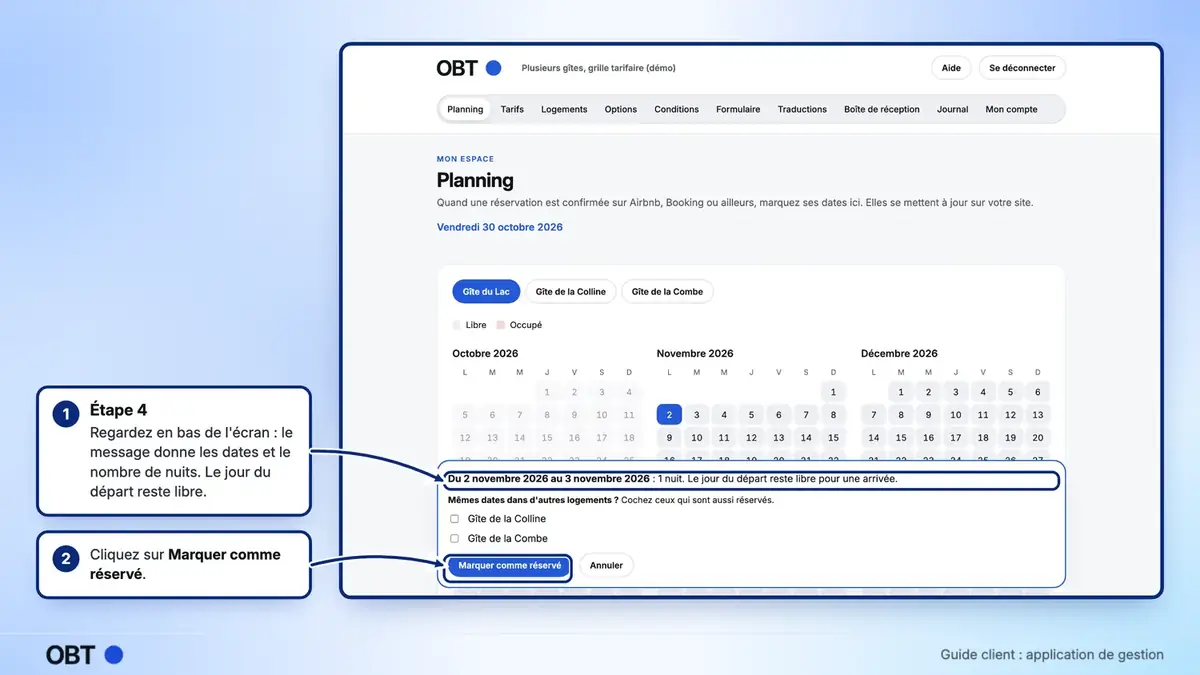 OBT
Plusieurs gîtes, grille tarifaire (démo)
Aide
Se déconnecter
Planning Tarifs Logements Options Conditions Formulaire Traductions Boîte de réception Journal Mon compte
MON ESPACE
Planning
Quand une réservation est confirmée sur Airbnb, Booking ou ailleurs, marquez ses dates ici. Elles se mettent à jour sur votre site.
Vendredi 30 octobre 2026
Gîte du Lac Gîte de la Colline Gîte de la Combe
Libre Occupé
Octobre 2026
L M M J V S D
1 2 3 4
5 6 7 8 9 10 11
12 13 14 15 16 17 18
Novembre 2026
L M M J V S D
1
2 3 4 5 6 7 8
9 10 11 12 13 14 15
Décembre 2026
L M M J V S D
1 2 3 4 5 6
7 8 9 10 11 12 13
14 15 16 17 18 19 20
Du 2 novembre 2026 au 3 novembre 2026 : 1 nuit. Le jour du départ reste libre pour une arrivée.
Mêmes dates dans d'autres logements ? Cochez ceux qui sont aussi réservés.
Gîte de la Colline
Gîte de la Combe
Marquer comme réservé Annuler
1 Étape 4
Regardez en bas de l'écran : le
message donne les dates et le
nombre de nuits. Le jour du
départ reste libre.
2 Cliquez sur Marquer comme
réservé.
OBT
Guide client : application de gestion